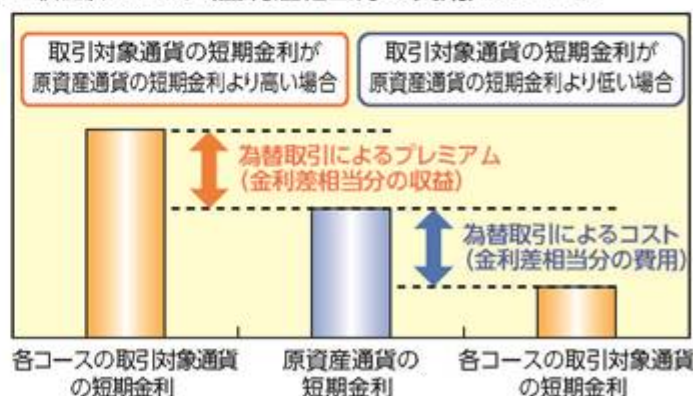 取引対象通貨の短期金利が
原資産通貨の短期金利より高い場合
取引対象通貨の短期金利が
原資産通貨の短期金利より低い場合
為替取引によるプレミアム
(金利差相当分の収益)
為替取引によるコスト
(金利差相当分の費用)
各コースの取引対象通貨
の短期金利
原資産通貨の
短期金利
各コースの取引対象通貨
の短期金利